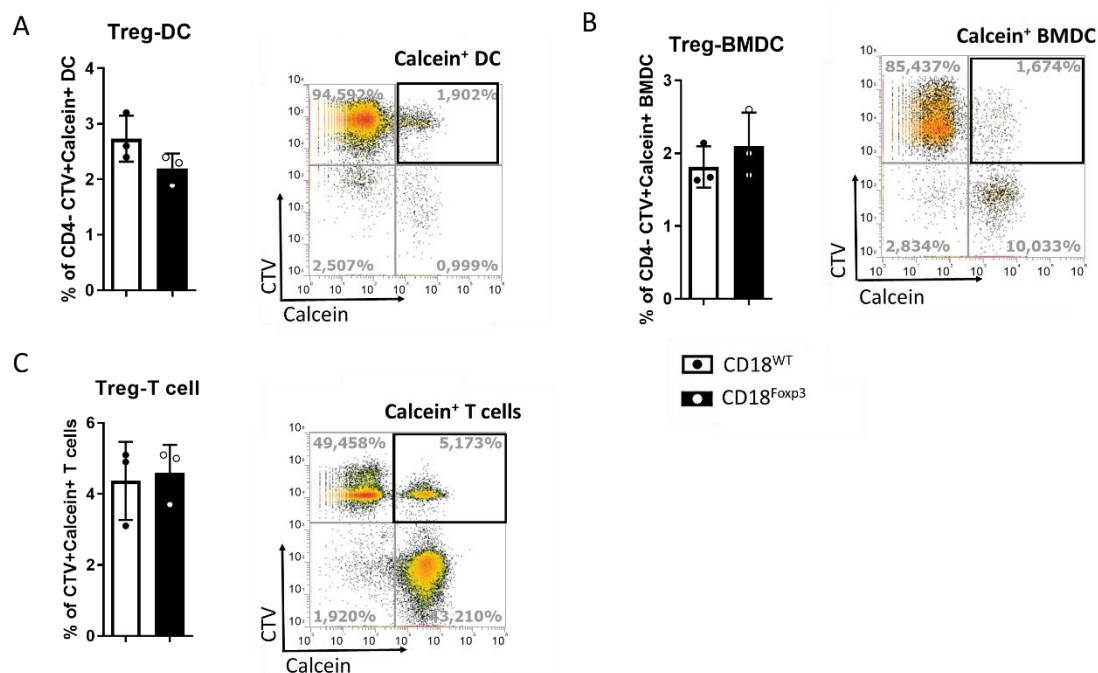 A
Treg-DC
% of CD4- CTV+Calcein+ DC
4
3
2
1
0
Calcein⁺ DC
94,592% 1,902%
2,507% 0,999%
CTV
Calcein
B
Treg-BMDC
% of CD4- CTV+Calcein+ BMDC
3
2
1
0
Calcein⁺ BMDC
85,437% 1,674%
2,834% 10,033%
CTV
Calcein
CD18ᵂᵀ
CD18ᶠᵒˣᵖ³
C
Treg-T cell
% of CTV+Calcein+ T cells
6
4
2
0
Calcein⁺ T cells
49,458% 5,173%
1,920% 43,210%
CTV
Calcein